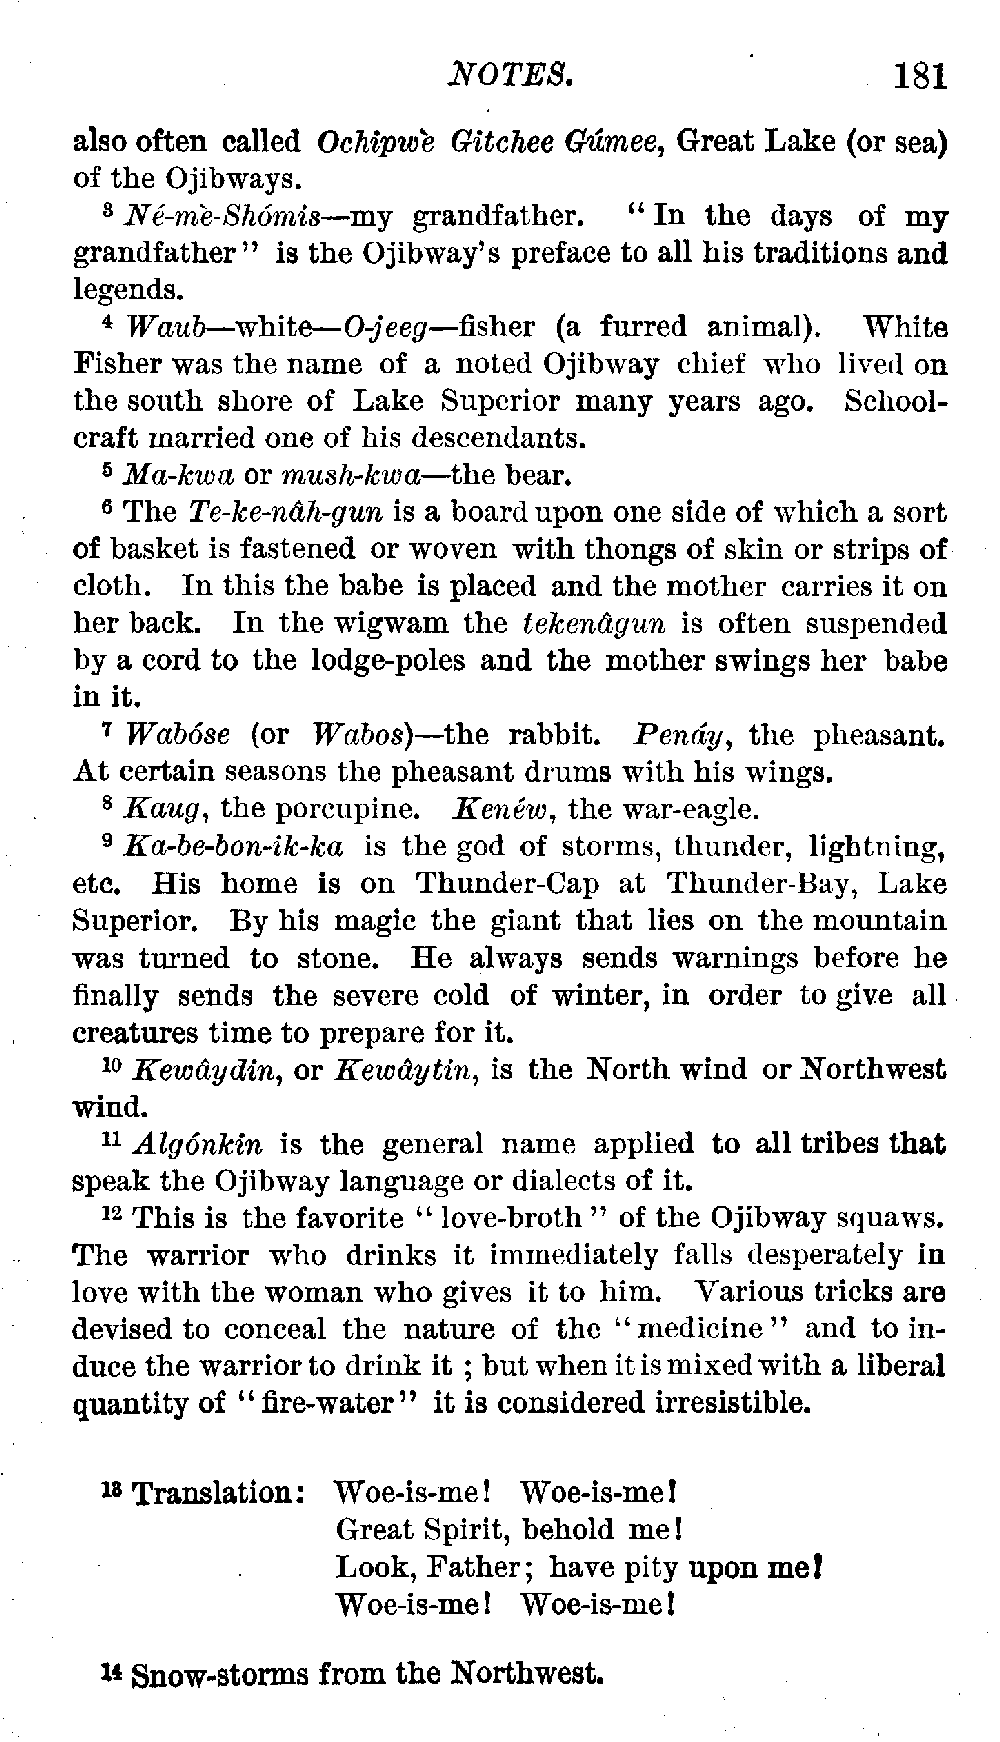 NOTES. 181
also often called Ochipwè Gitchee Gúmee, Great Lake (or sea)
of the Ojibways.
³ Né-mè-Shómis—my grandfather. “In the days of my
grandfather” is the Ojibway’s preface to all his traditions and
legends.
⁴ Waub—white—O-jeeg—fisher (a furred animal). White
Fisher was the name of a noted Ojibway chief who lived on
the south shore of Lake Superior many years ago. School-
craft married one of his descendants.
⁵ Ma-kwa or mush-kwa—the bear.
⁶ The Te-ke-nâh-gun is a board upon one side of which a sort
of basket is fastened or woven with thongs of skin or strips of
cloth. In this the babe is placed and the mother carries it on
her back. In the wigwam the tekenâgun is often suspended
by a cord to the lodge-poles and the mother swings her babe
in it.
⁷ Wabóse (or Wabos)—the rabbit. Penáy, the pheasant.
At certain seasons the pheasant drums with his wings.
⁸ Kaug, the porcupine. Kenéw, the war-eagle.
⁹ Ka-be-bon-ik-ka is the god of storms, thunder, lightning,
etc. His home is on Thunder-Cap at Thunder-Bay, Lake
Superior. By his magic the giant that lies on the mountain
was turned to stone. He always sends warnings before he
finally sends the severe cold of winter, in order to give all
creatures time to prepare for it.
¹⁰ Kewâydin, or Kewâytin, is the North wind or Northwest
wind.
¹¹ Algónkin is the general name applied to all tribes that
speak the Ojibway language or dialects of it.
¹² This is the favorite “love-broth” of the Ojibway squaws.
The warrior who drinks it immediately falls desperately in
love with the woman who gives it to him. Various tricks are
devised to conceal the nature of the “medicine” and to in-
duce the warrior to drink it ; but when it is mixed with a liberal
quantity of “fire-water” it is considered irresistible.
¹³ Translation: Woe-is-me! Woe-is-me!
Great Spirit, behold me!
Look, Father; have pity upon me!
Woe-is-me! Woe-is-me!
¹⁴ Snow-storms from the Northwest.